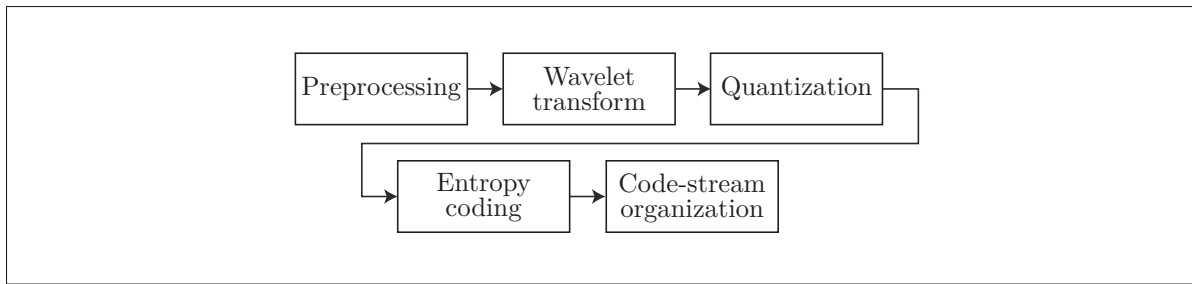 Preprocessing
Wavelet
transform
Quantization
Entropy
coding
Code-stream
organization